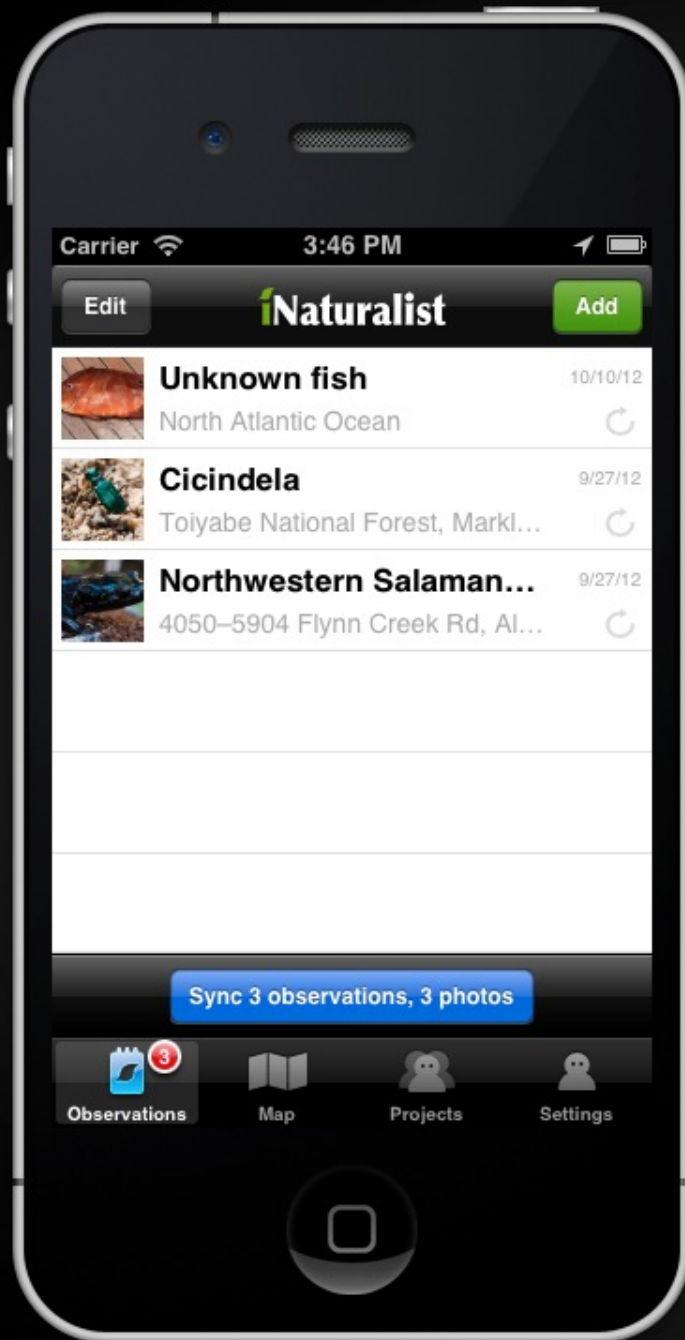 Carrier 3:46 PM
Edit iNaturalist Add
Unknown fish 10/10/12
North Atlantic Ocean
Cicindela 9/27/12
Toiyabe National Forest, Markl...
Northwestern Salaman... 9/27/12
4050–5904 Flynn Creek Rd, Al...
Sync 3 observations, 3 photos
3
Observations Map Projects Settings